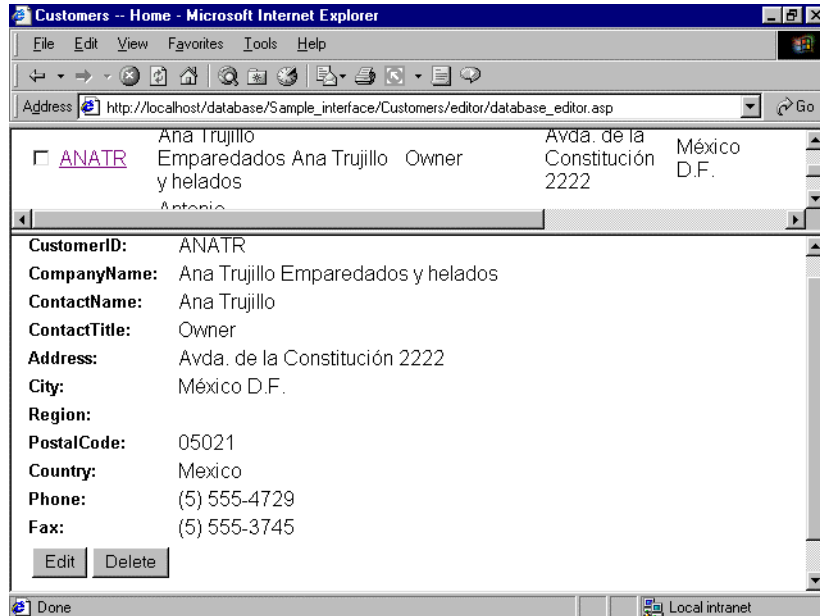 Customers -- Home - Microsoft Internet Explorer
File Edit View Favorites Tools Help
Address http://localhost/database/Sample_interface/Customers/editor/database_editor.asp Go
ANATR
Ana Trujillo
Emparedados
y helados
Ana Trujillo
Owner
Avda. de la
Constitución
2222
México
D.F.
Antonio
CustomerID: ANATR
CompanyName: Ana Trujillo Emparedados y helados
ContactName: Ana Trujillo
ContactTitle: Owner
Address: Avda. de la Constitución 2222
City: México D.F.
Region:
PostalCode: 05021
Country: Mexico
Phone: (5) 555-4729
Fax: (5) 555-3745
Edit Delete
Done Local intranet